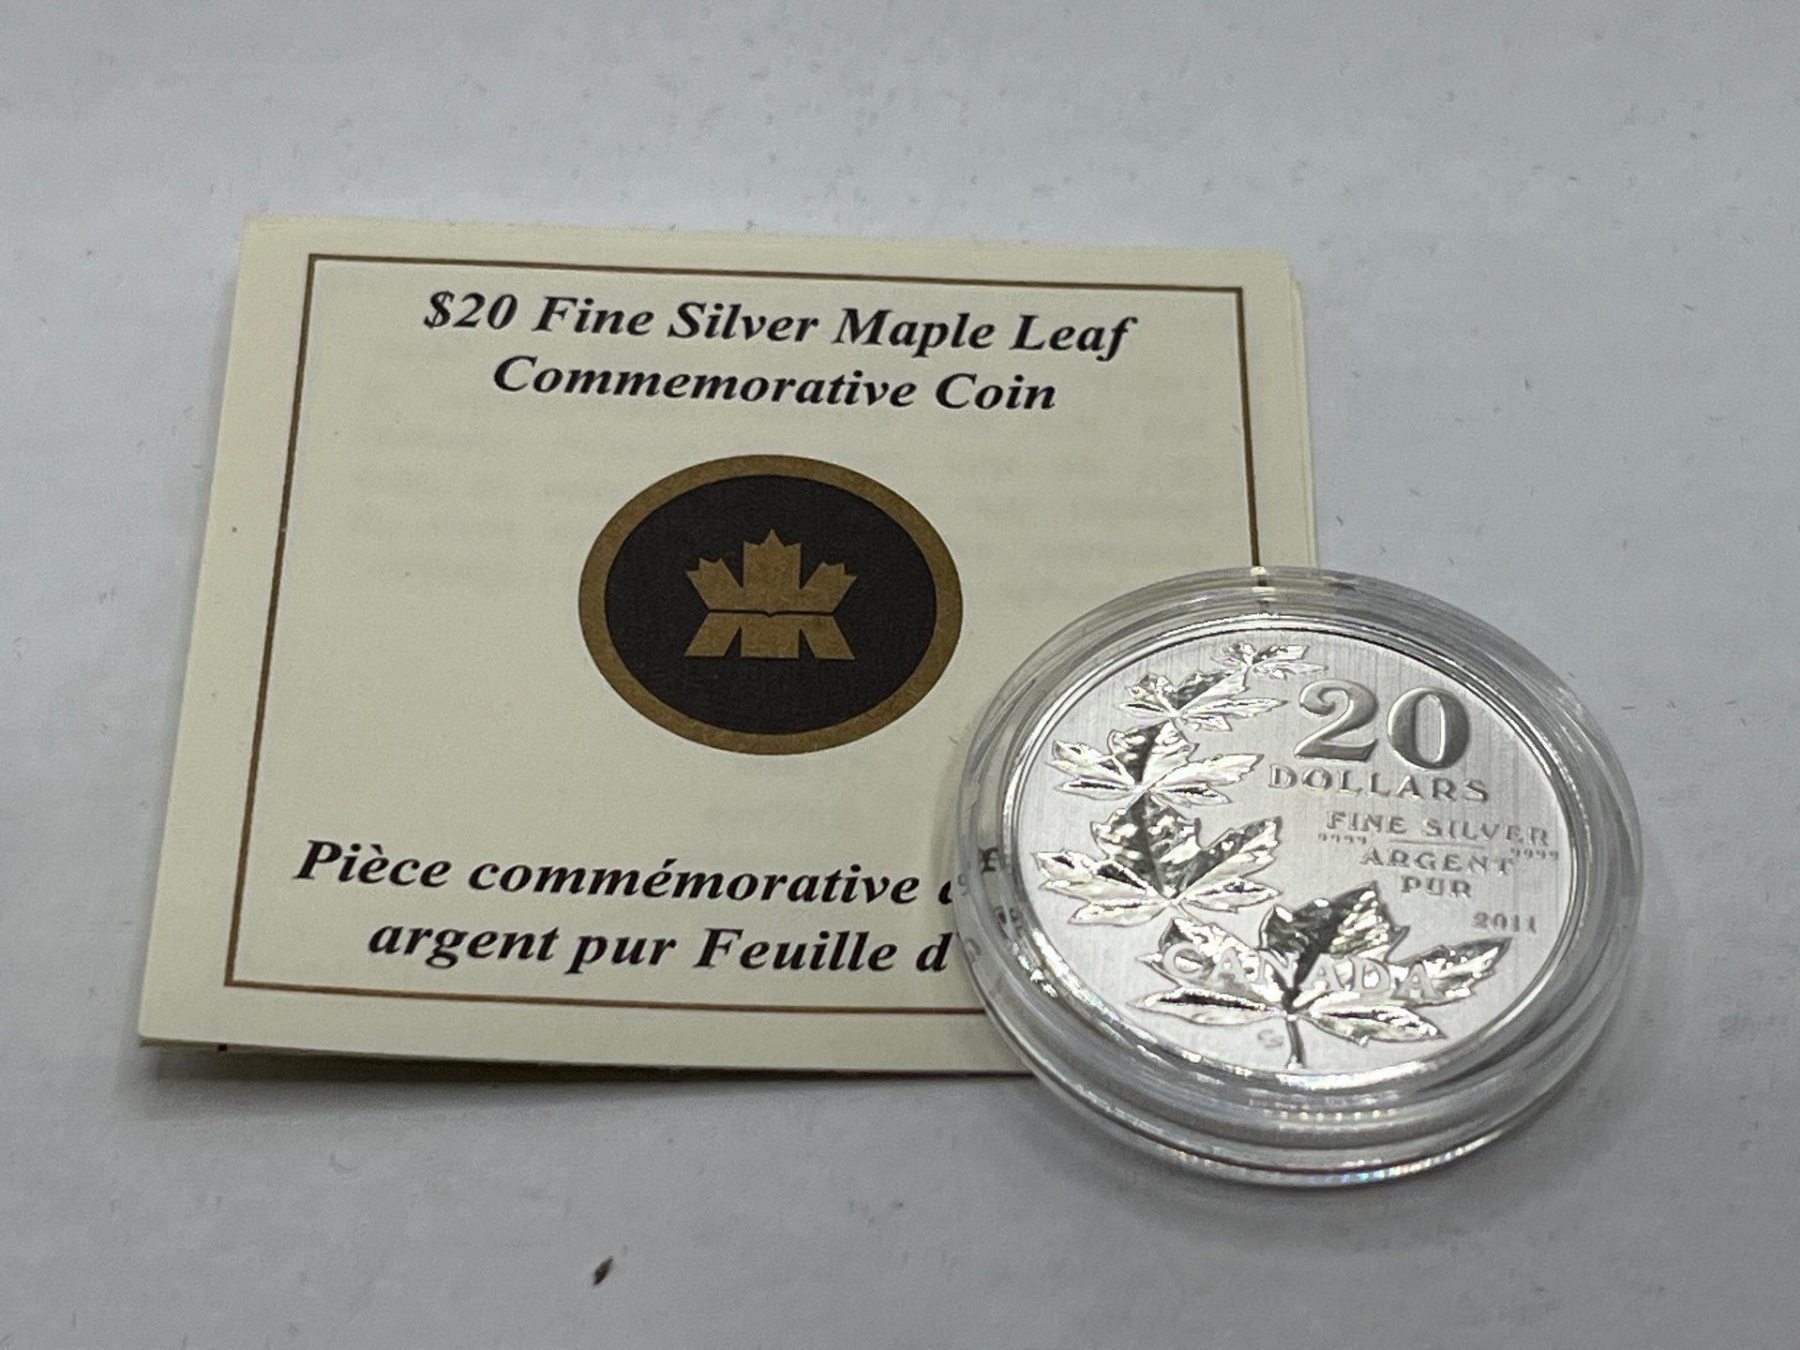 $20 Fine Silver Maple Leaf
Commemorative Coin
Pièce commémorative
argent pur Feuille d'
20
DOLLARS
FINE SILVER
9999 9999
ARGENT
PUR
2011
CANADA